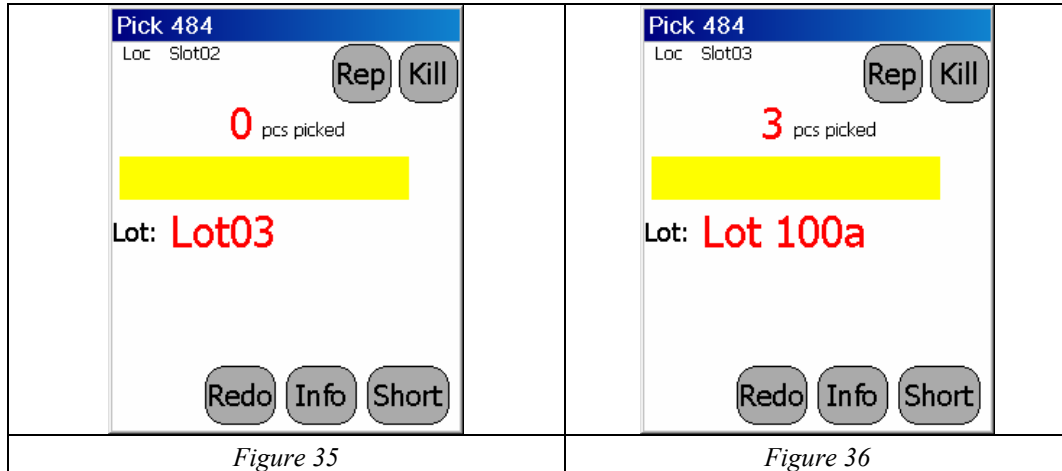 Pick 484
Loc Slot02
Rep Kill
0 pcs picked
Lot: Lot03
Redo Info Short
Figure 35
Pick 484
Loc Slot03
Rep Kill
3 pcs picked
Lot: Lot 100a
Redo Info Short
Figure 36